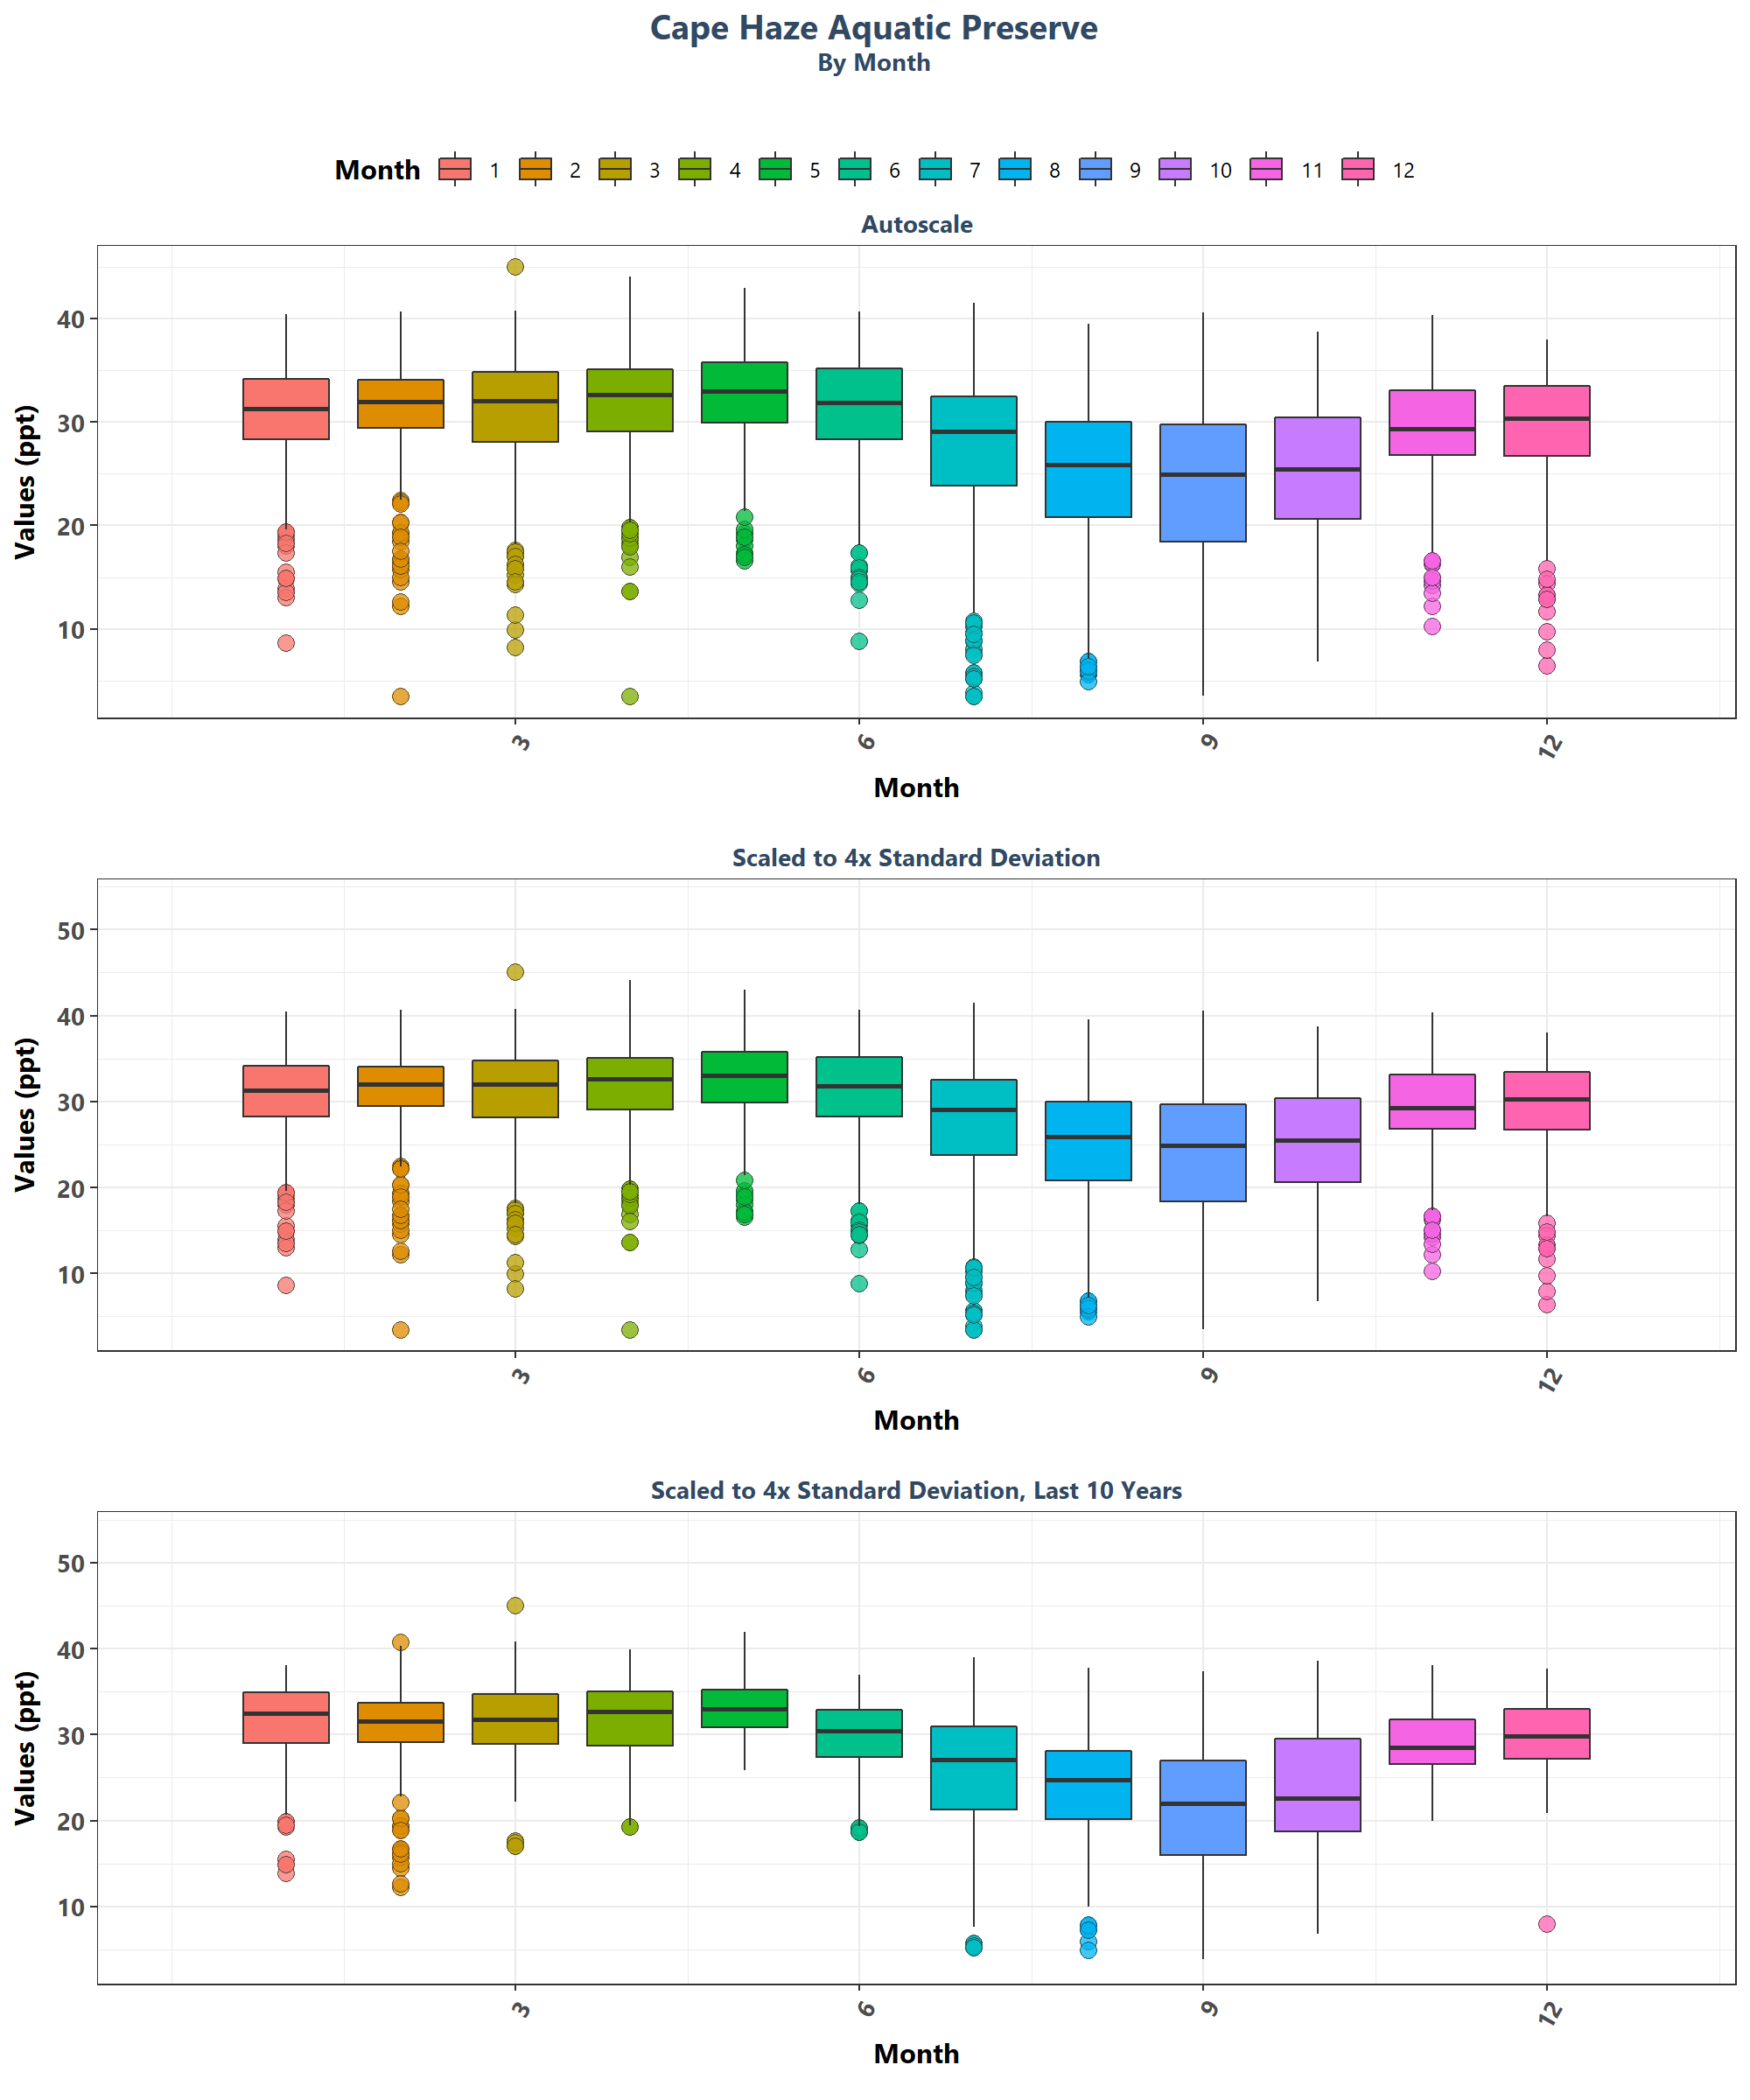 Cape Haze Aquatic Preserve
By Month
Month 1 2 3 4 5 6 7 8 9 10 11 12
Autoscale
Values (ppt)
40
30
20
10
3 6 9 12
Month
Scaled to 4x Standard Deviation
Values (ppt)
50
40
30
20
10
3 6 9 12
Month
Scaled to 4x Standard Deviation, Last 10 Years
Values (ppt)
50
40
30
20
10
3 6 9 12
Month